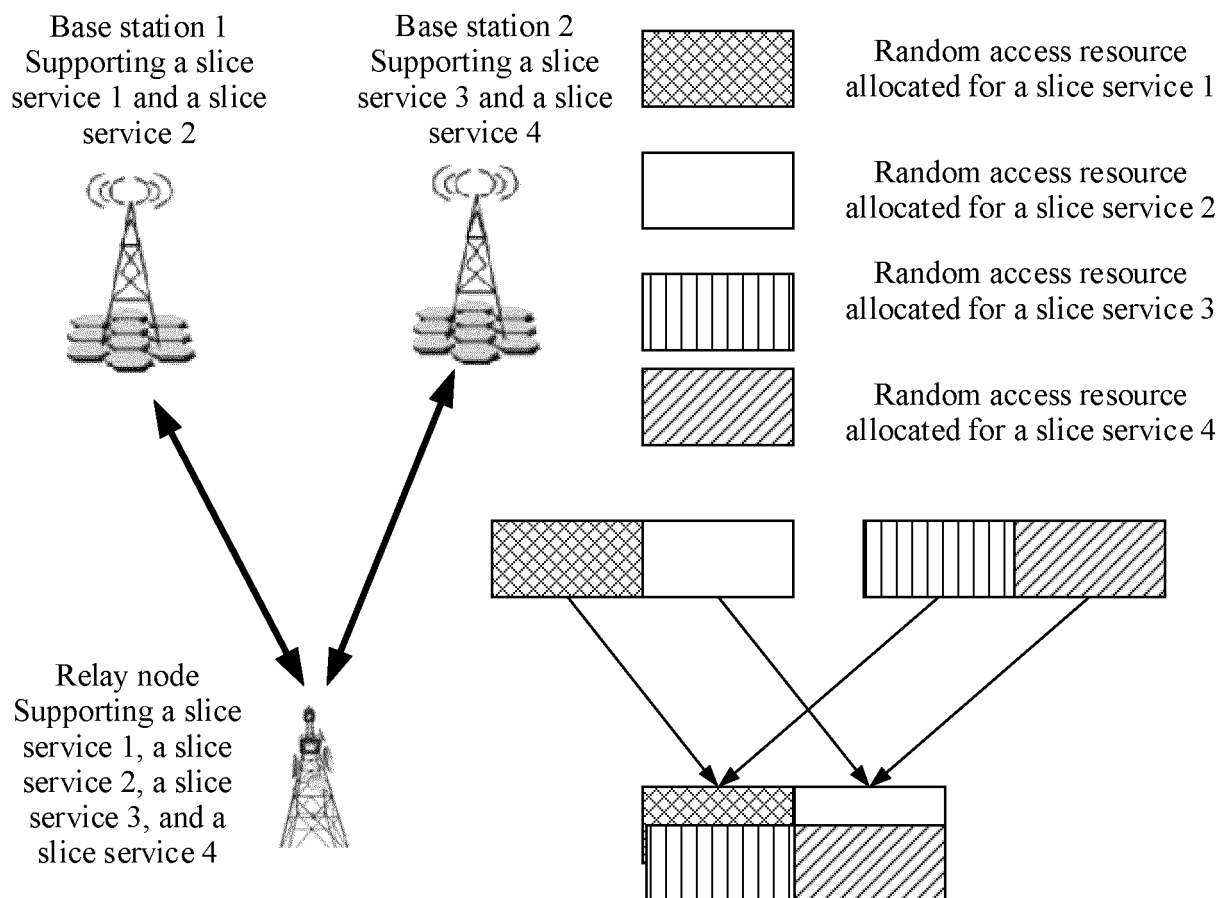 Base station 1
Supporting a slice
service 1 and a slice
service 2
Base station 2
Supporting a slice
service 3 and a slice
service 4
Random access resource
allocated for a slice service 1
Random access resource
allocated for a slice service 2
Random access resource
allocated for a slice service 3
Random access resource
allocated for a slice service 4
Relay node
Supporting a slice
service 1, a slice
service 2, a slice
service 3, and a
slice service 4